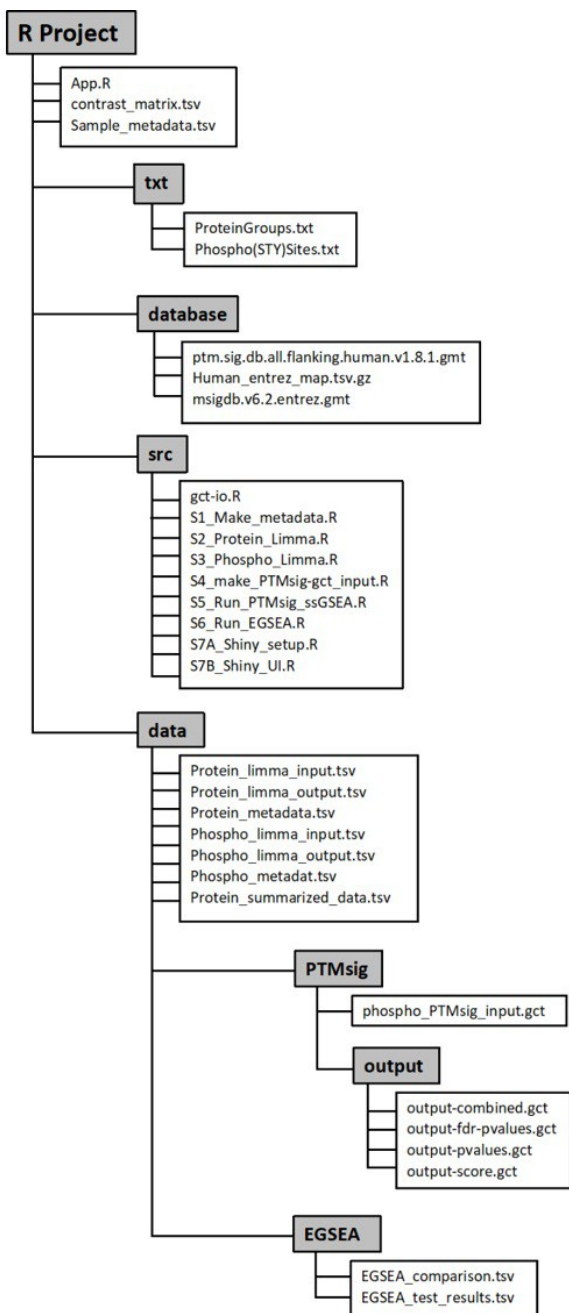 R Project
App.R
contrast_matrix.tsv
Sample_metadata.tsv
txt
ProteinGroups.txt
Phospho(STY)Sites.txt
database
ptm.sig.db.all.flanking.human.v1.8.1.gmt
Human_entrez_map.tsv.gz
msigdb.v6.2.entrez.gmt
src
gct-io.R
S1_Make_metadata.R
S2_Protein_Limma.R
S3_Phospho_Limma.R
S4_make_PTMsig-gct_input.R
S5_Run_PTMsig_ssGSEA.R
S6_Run_EGSEA.R
S7A_Shiny_setup.R
S7B_Shiny_UI.R
data
Protein_limma_input.tsv
Protein_limma_output.tsv
Protein_metadata.tsv
Phospho_limma_input.tsv
Phospho_limma_output.tsv
Phospho_metadat.tsv
Protein_summarized_data.tsv
PTMsig
phospho_PTMsig_input.gct
output
output-combined.gct
output-fdr-pvalues.gct
output-pvalues.gct
output-score.gct
EGSEA
EGSEA_comparison.tsv
EGSEA_test_results.tsv